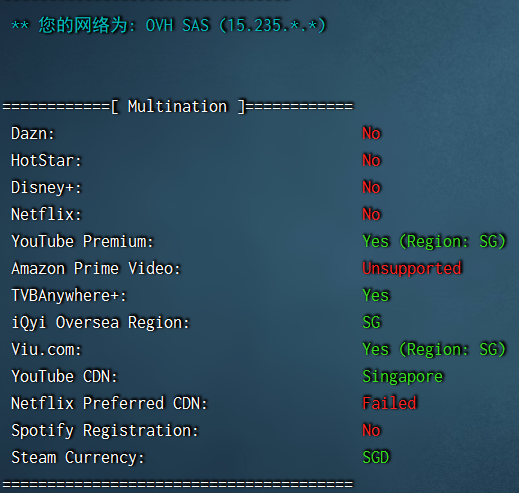 ** 您的网络为: OVH SAS (15.235.*.*)
============[ Multination ]============
Dazn: No
HotStar: No
Disney+: No
Netflix: No
YouTube Premium: Yes (Region: SG)
Amazon Prime Video: Unsupported
TVBAnywhere+: Yes
iQyi Oversea Region: SG
Viu.com: Yes (Region: SG)
YouTube CDN: Singapore
Netflix Preferred CDN: Failed
Spotify Registration: No
Steam Currency: SGD
=======================================